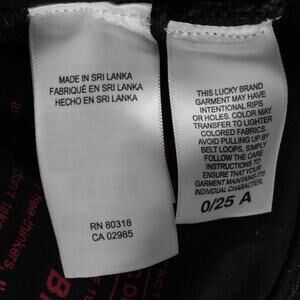 MADE IN SRI LANKA
FABRIQUÉ EN SRI LANKA
HECHO EN SRI LANKA
RN 80318
CA 02985
THIS LUCKY BRAND
GARMENT MAY HAVE
INTENTIONAL RIPS
OR HOLES. COLOR MAY
TRANSFER TO LIGHTER
COLORED FABRICS.
AVOID PULLING UP BY
BELT LOOPS, SIMPLY
FOLLOW THE CARE
INSTRUCTIONS TO
ENSURE YOUR
GARMENT MAINTAINS ITS
INDIVIDUAL CHARACTER.
0/25 A